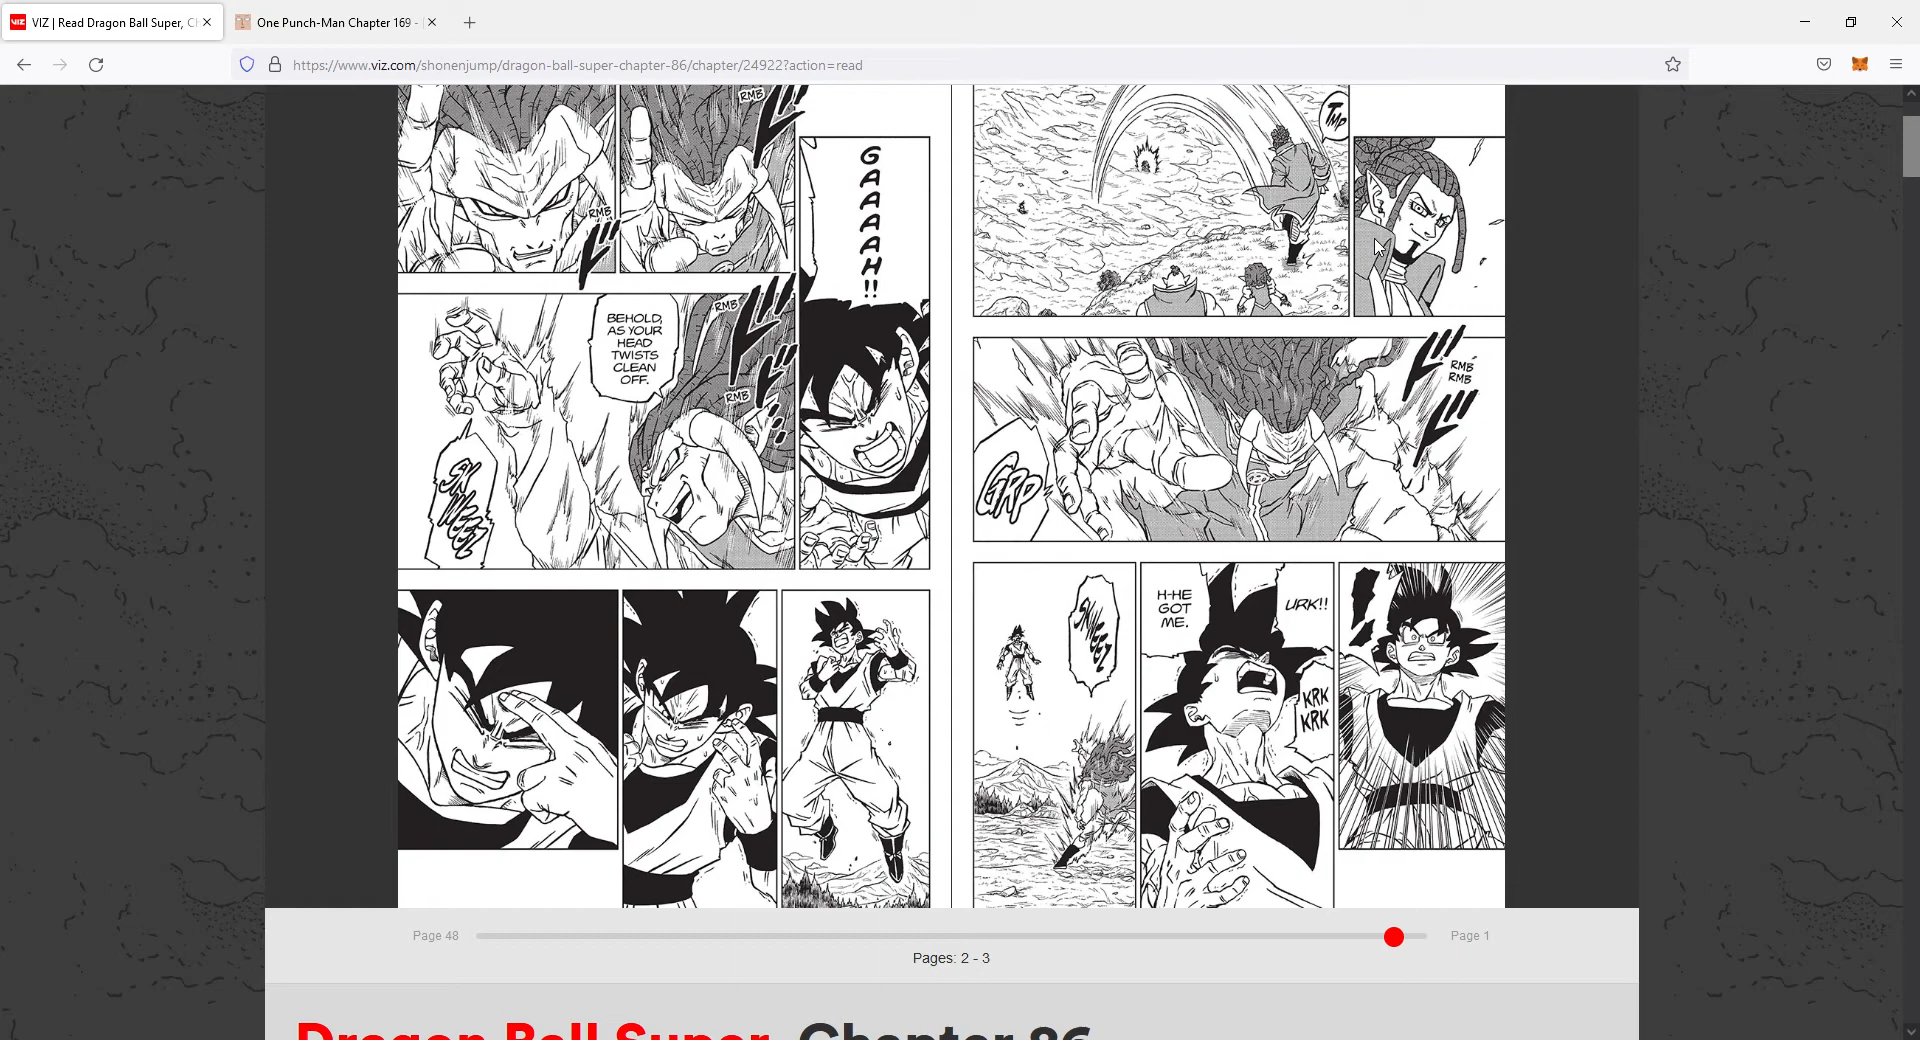 VIZ | Read Dragon Ball Super, Ch
One Punch-Man Chapter 169 -
https://www.viz.com/shonenjump/dragon-ball-super-chapter-86/chapter/24922?action=read
TMP
GRP
RMB
RMB
URK!!
KRK
KRK
H-HE
GOT
ME.
RMB
RMB
GAAAAAH!!
RMB
RMB
BEHOLD,
AS YOUR
HEAD
TWISTS
CLEAN
OFF.
Page 48
Page 1
Pages: 2 - 3
Dragon Ball Super, Chapter 86